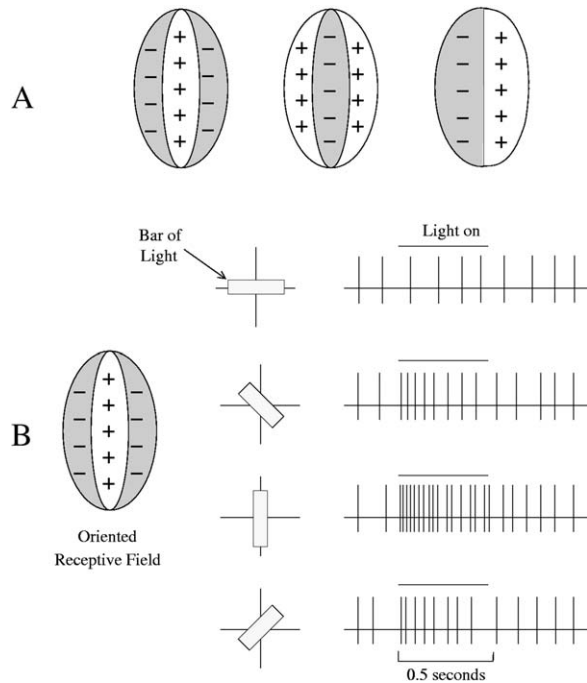 A
Bar of
Light
Light on
B
Oriented
Receptive Field
0.5 seconds